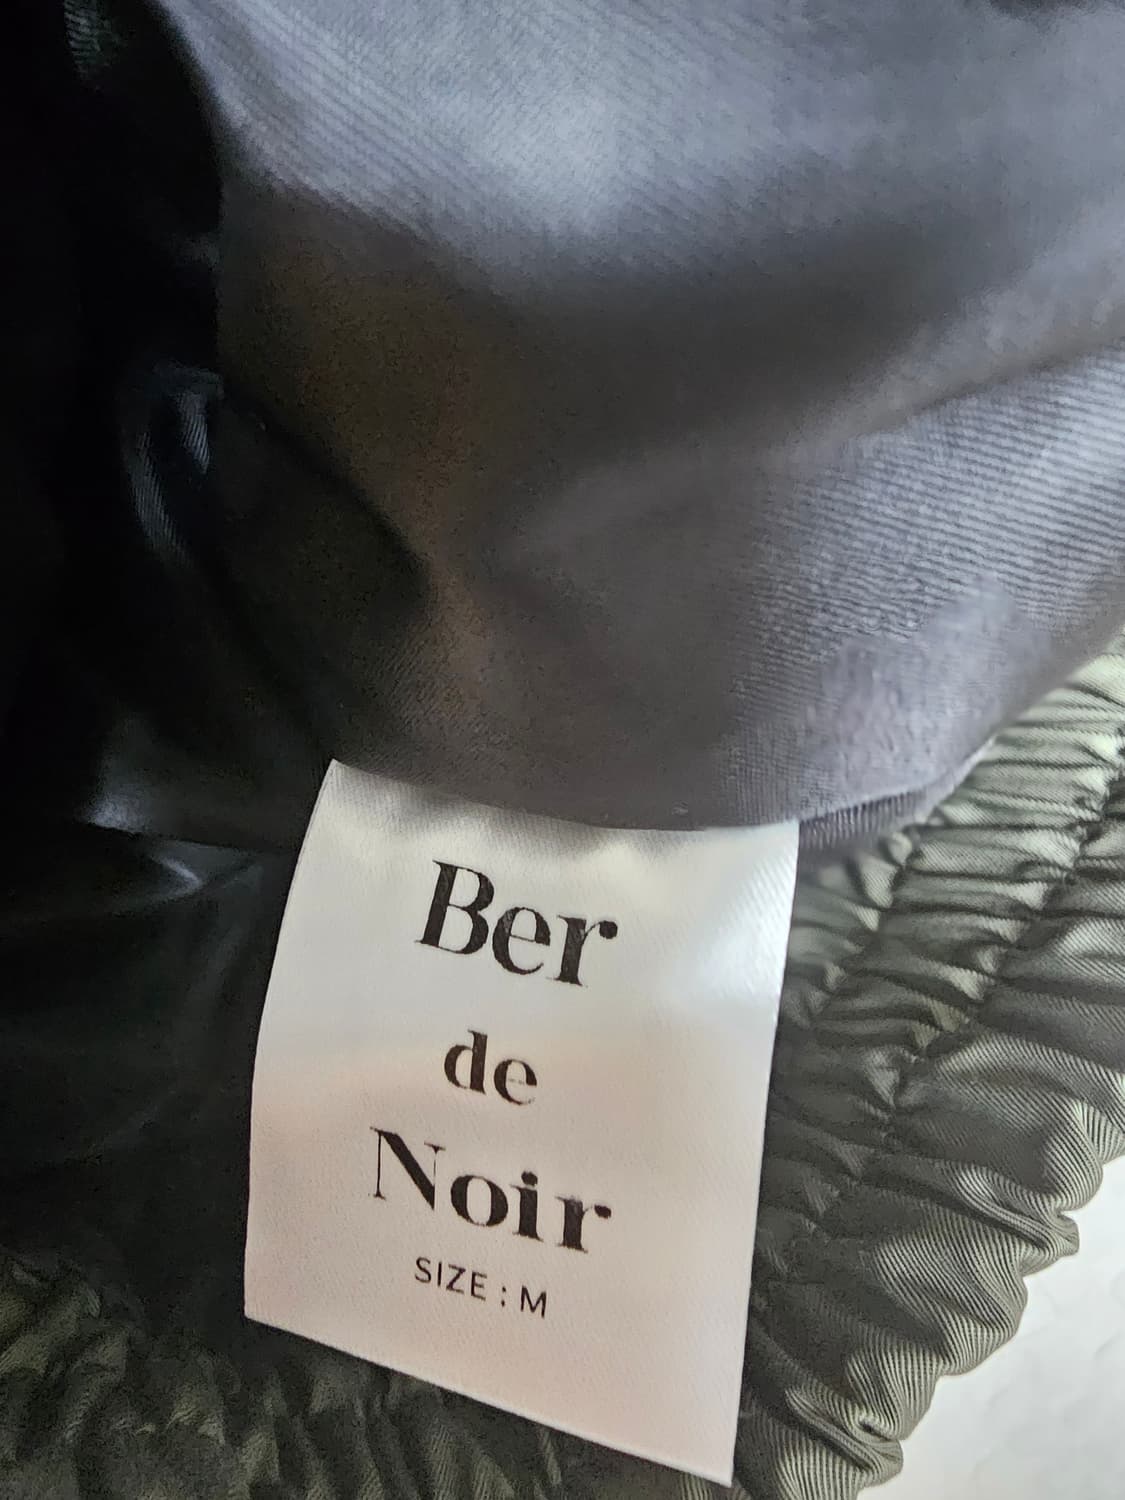 Ber
de
Noir
SIZE : M